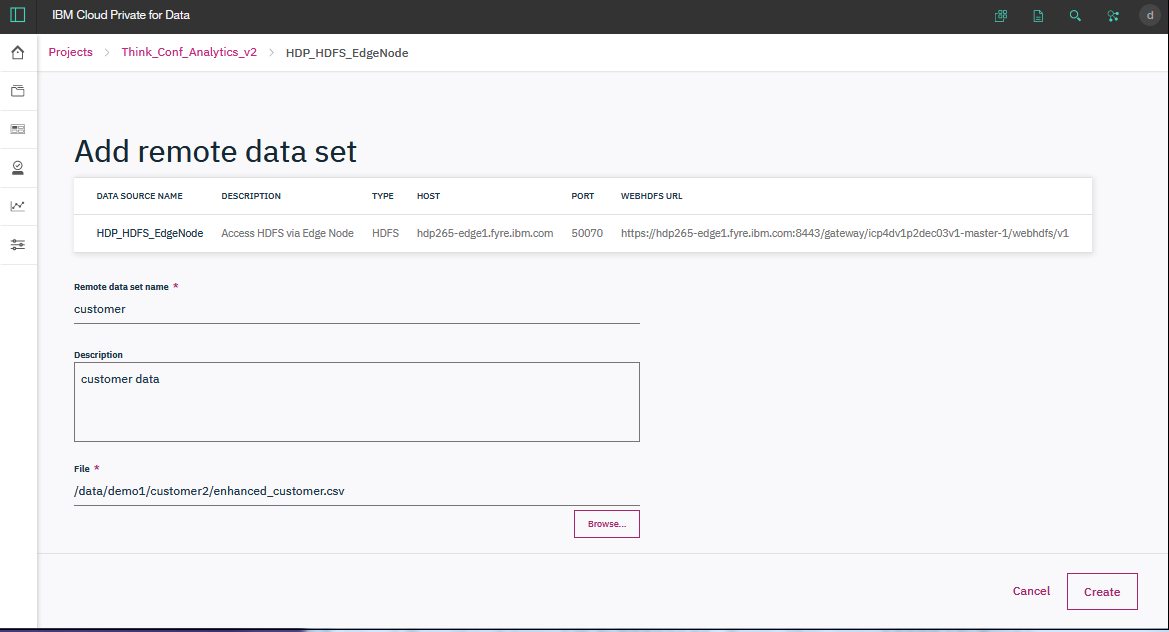 IBM Cloud Private for Data
d
Projects > Think_Conf_Analytics_v2 > HDP_HDFS_EdgeNode
Add remote data set
DATA SOURCE NAME DESCRIPTION TYPE HOST PORT WEBHDFS URL
HDP_HDFS_EdgeNode Access HDFS via Edge Node HDFS hdp265-edge1.fyre.ibm.com 50070 https://hdp265-edge1.fyre.ibm.com:8443/gateway/icp4dv1p2dec03v1-master-1/webhdfs/v1
Remote data set name *
customer
Description
customer data
File *
/data/demo1/customer2/enhanced_customer.csv
Browse...
Cancel Create